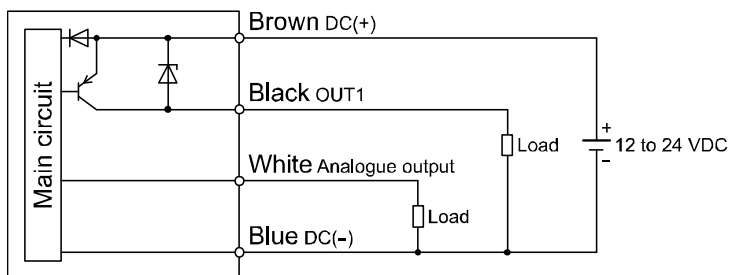 Brown DC(+)
Main circuit
Black OUT1
Load
+
12 to 24 VDC
-
White Analogue output
Load
Blue DC(-)